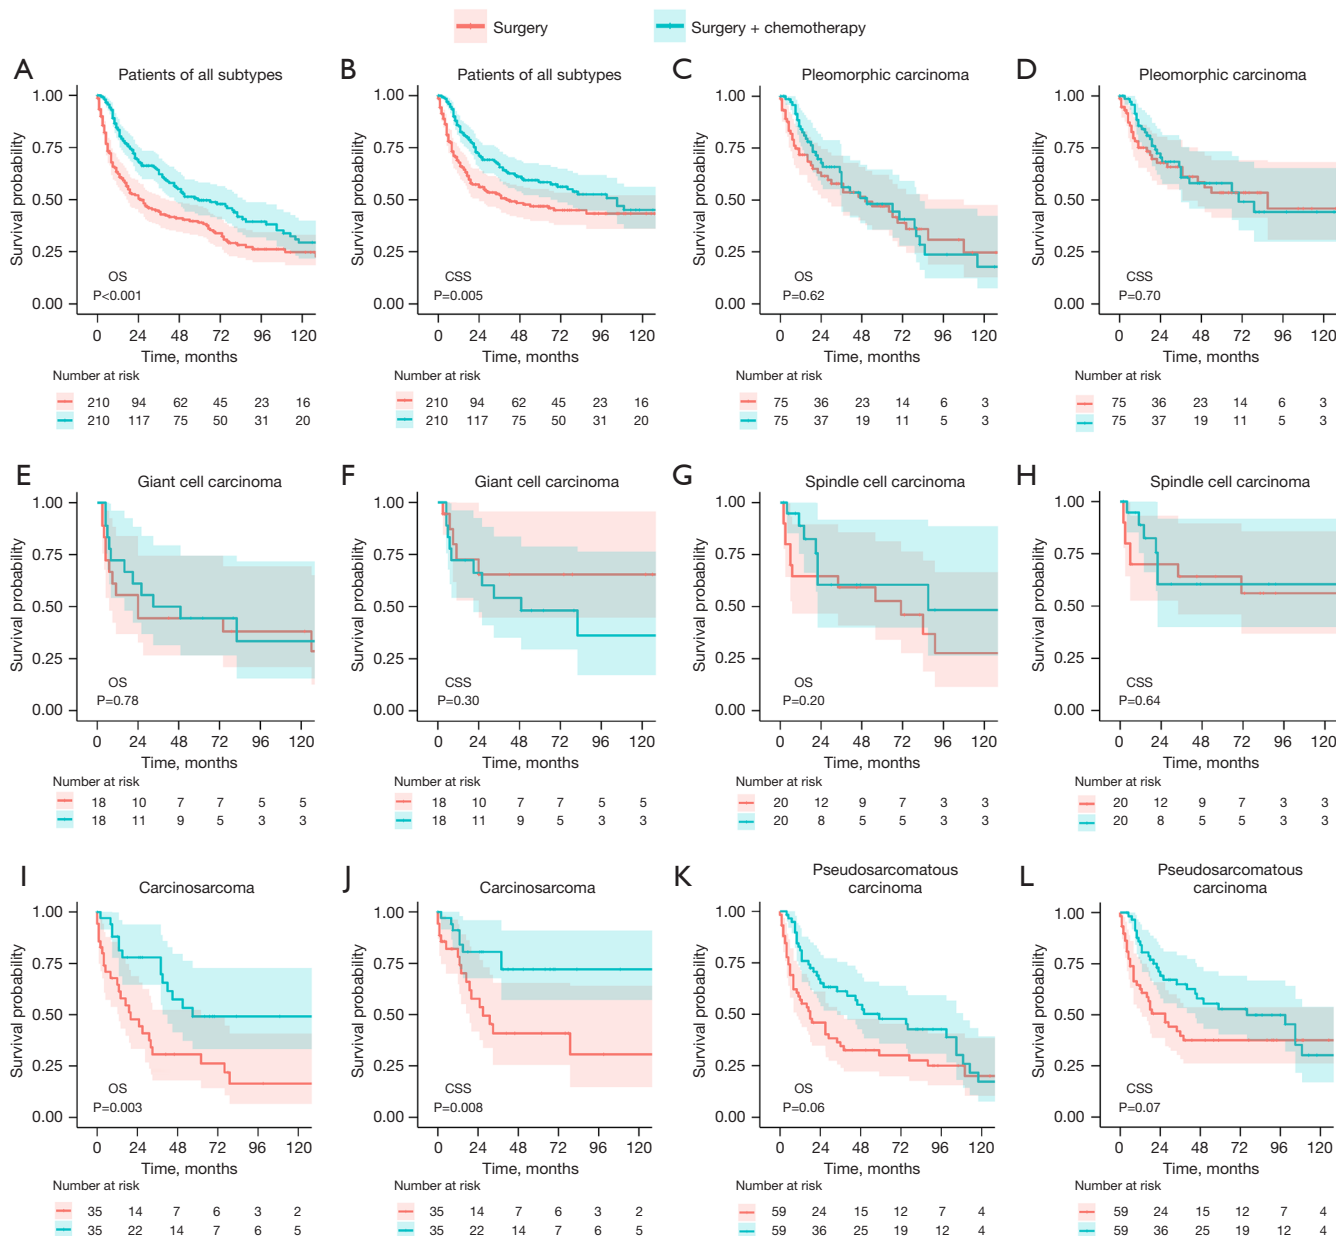 Surgery
Surgery + chemotherapy
A
Patients of all subtypes
Survival probability
1.00
0.75
0.50
0.25
0.00
OS
P<0.001
0 24 48 72 96 120
Time, months
Number at risk
210 94 62 45 23 16
210 117 75 50 31 20
B
Patients of all subtypes
Survival probability
1.00
0.75
0.50
0.25
0.00
CSS
P=0.005
0 24 48 72 96 120
Time, months
Number at risk
210 94 62 45 23 16
210 117 75 50 31 20
C
Pleomorphic carcinoma
Survival probability
1.00
0.75
0.50
0.25
0.00
OS
P=0.62
0 24 48 72 96 120
Time, months
Number at risk
75 36 23 14 6 3
75 37 19 11 5 3
D
Pleomorphic carcinoma
Survival probability
1.00
0.75
0.50
0.25
0.00
CSS
P=0.70
0 24 48 72 96 120
Time, months
Number at risk
75 36 23 14 6 3
75 37 19 11 5 3
E
Giant cell carcinoma
Survival probability
1.00
0.75
0.50
0.25
0.00
OS
P=0.78
0 24 48 72 96 120
Time, months
Number at risk
18 10 7 7 5 5
18 11 9 5 3 3
F
Giant cell carcinoma
Survival probability
1.00
0.75
0.50
0.25
0.00
CSS
P=0.30
0 24 48 72 96 120
Time, months
Number at risk
18 10 7 7 5 5
18 11 9 5 3 3
G
Spindle cell carcinoma
Survival probability
1.00
0.75
0.50
0.25
0.00
OS
P=0.20
0 24 48 72 96 120
Time, months
Number at risk
20 12 9 7 3 3
20 8 5 5 3 3
H
Spindle cell carcinoma
Survival probability
1.00
0.75
0.50
0.25
0.00
CSS
P=0.64
0 24 48 72 96 120
Time, months
Number at risk
20 12 9 7 3 3
20 8 5 5 3 3
I
Carcinosarcoma
Survival probability
1.00
0.75
0.50
0.25
0.00
OS
P=0.003
0 24 48 72 96 120
Time, months
Number at risk
35 14 7 6 3 2
35 22 14 7 6 5
J
Carcinosarcoma
Survival probability
1.00
0.75
0.50
0.25
0.00
CSS
P=0.008
0 24 48 72 96 120
Time, months
Number at risk
35 14 7 6 3 2
35 22 14 7 6 5
K
Pseudosarcomatous
carcinoma
Survival probability
1.00
0.75
0.50
0.25
0.00
OS
P=0.06
0 24 48 72 96 120
Time, months
Number at risk
59 24 15 12 7 4
59 36 25 19 12 4
L
Pseudosarcomatous
carcinoma
Survival probability
1.00
0.75
0.50
0.25
0.00
CSS
P=0.07
0 24 48 72 96 120
Time, months
Number at risk
59 24 15 12 7 4
59 36 25 19 12 4